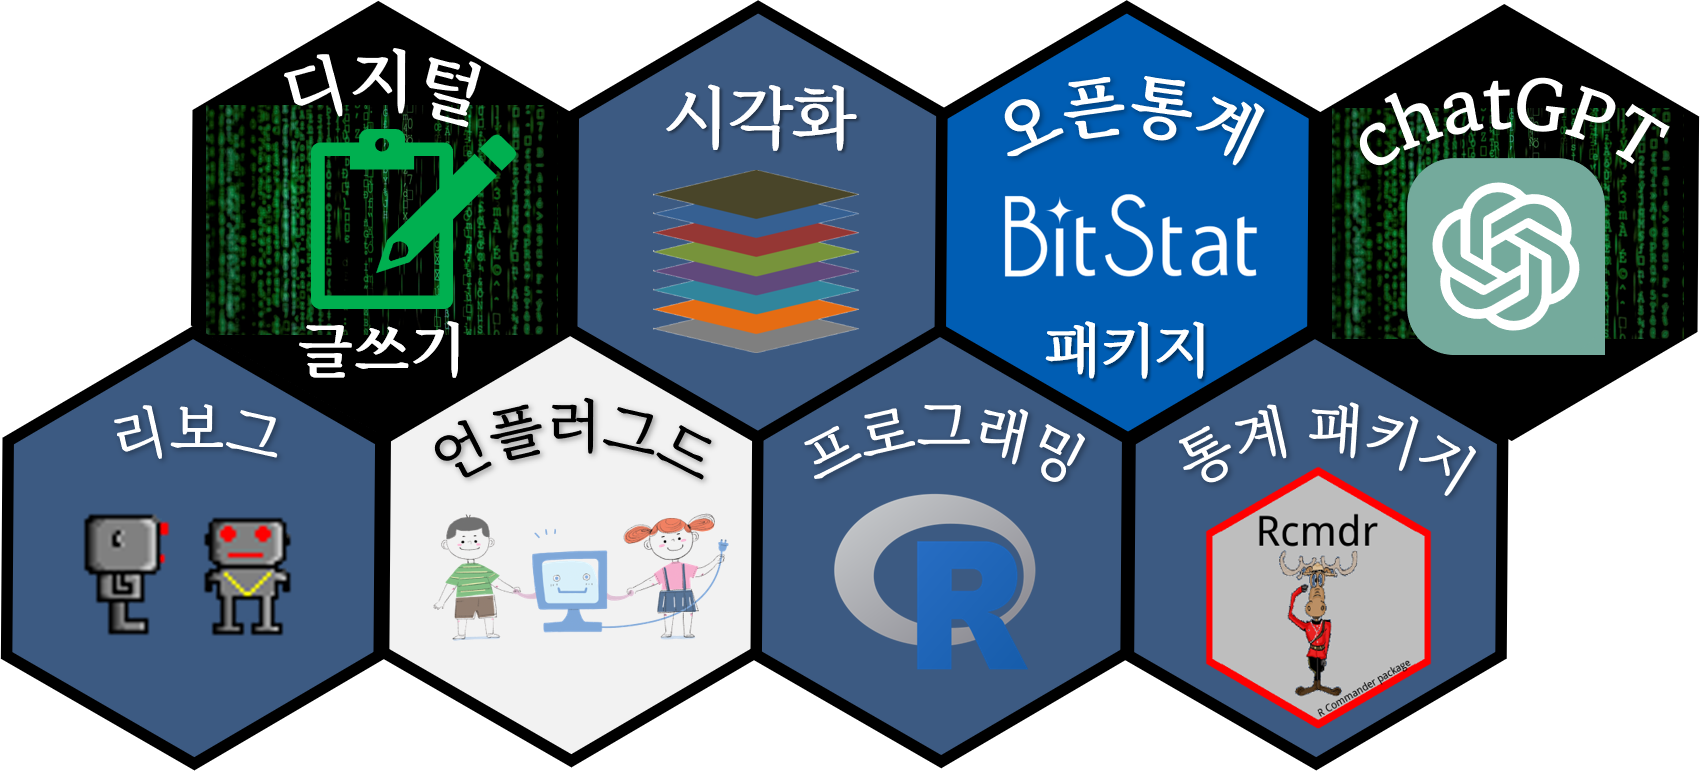 디지털
글쓰기
시각화
오픈통계
BitStat
패키지
chatGPT
리보그
언플러그드
프로그래밍
R
통계 패키지
Rcmdr
R Commander package